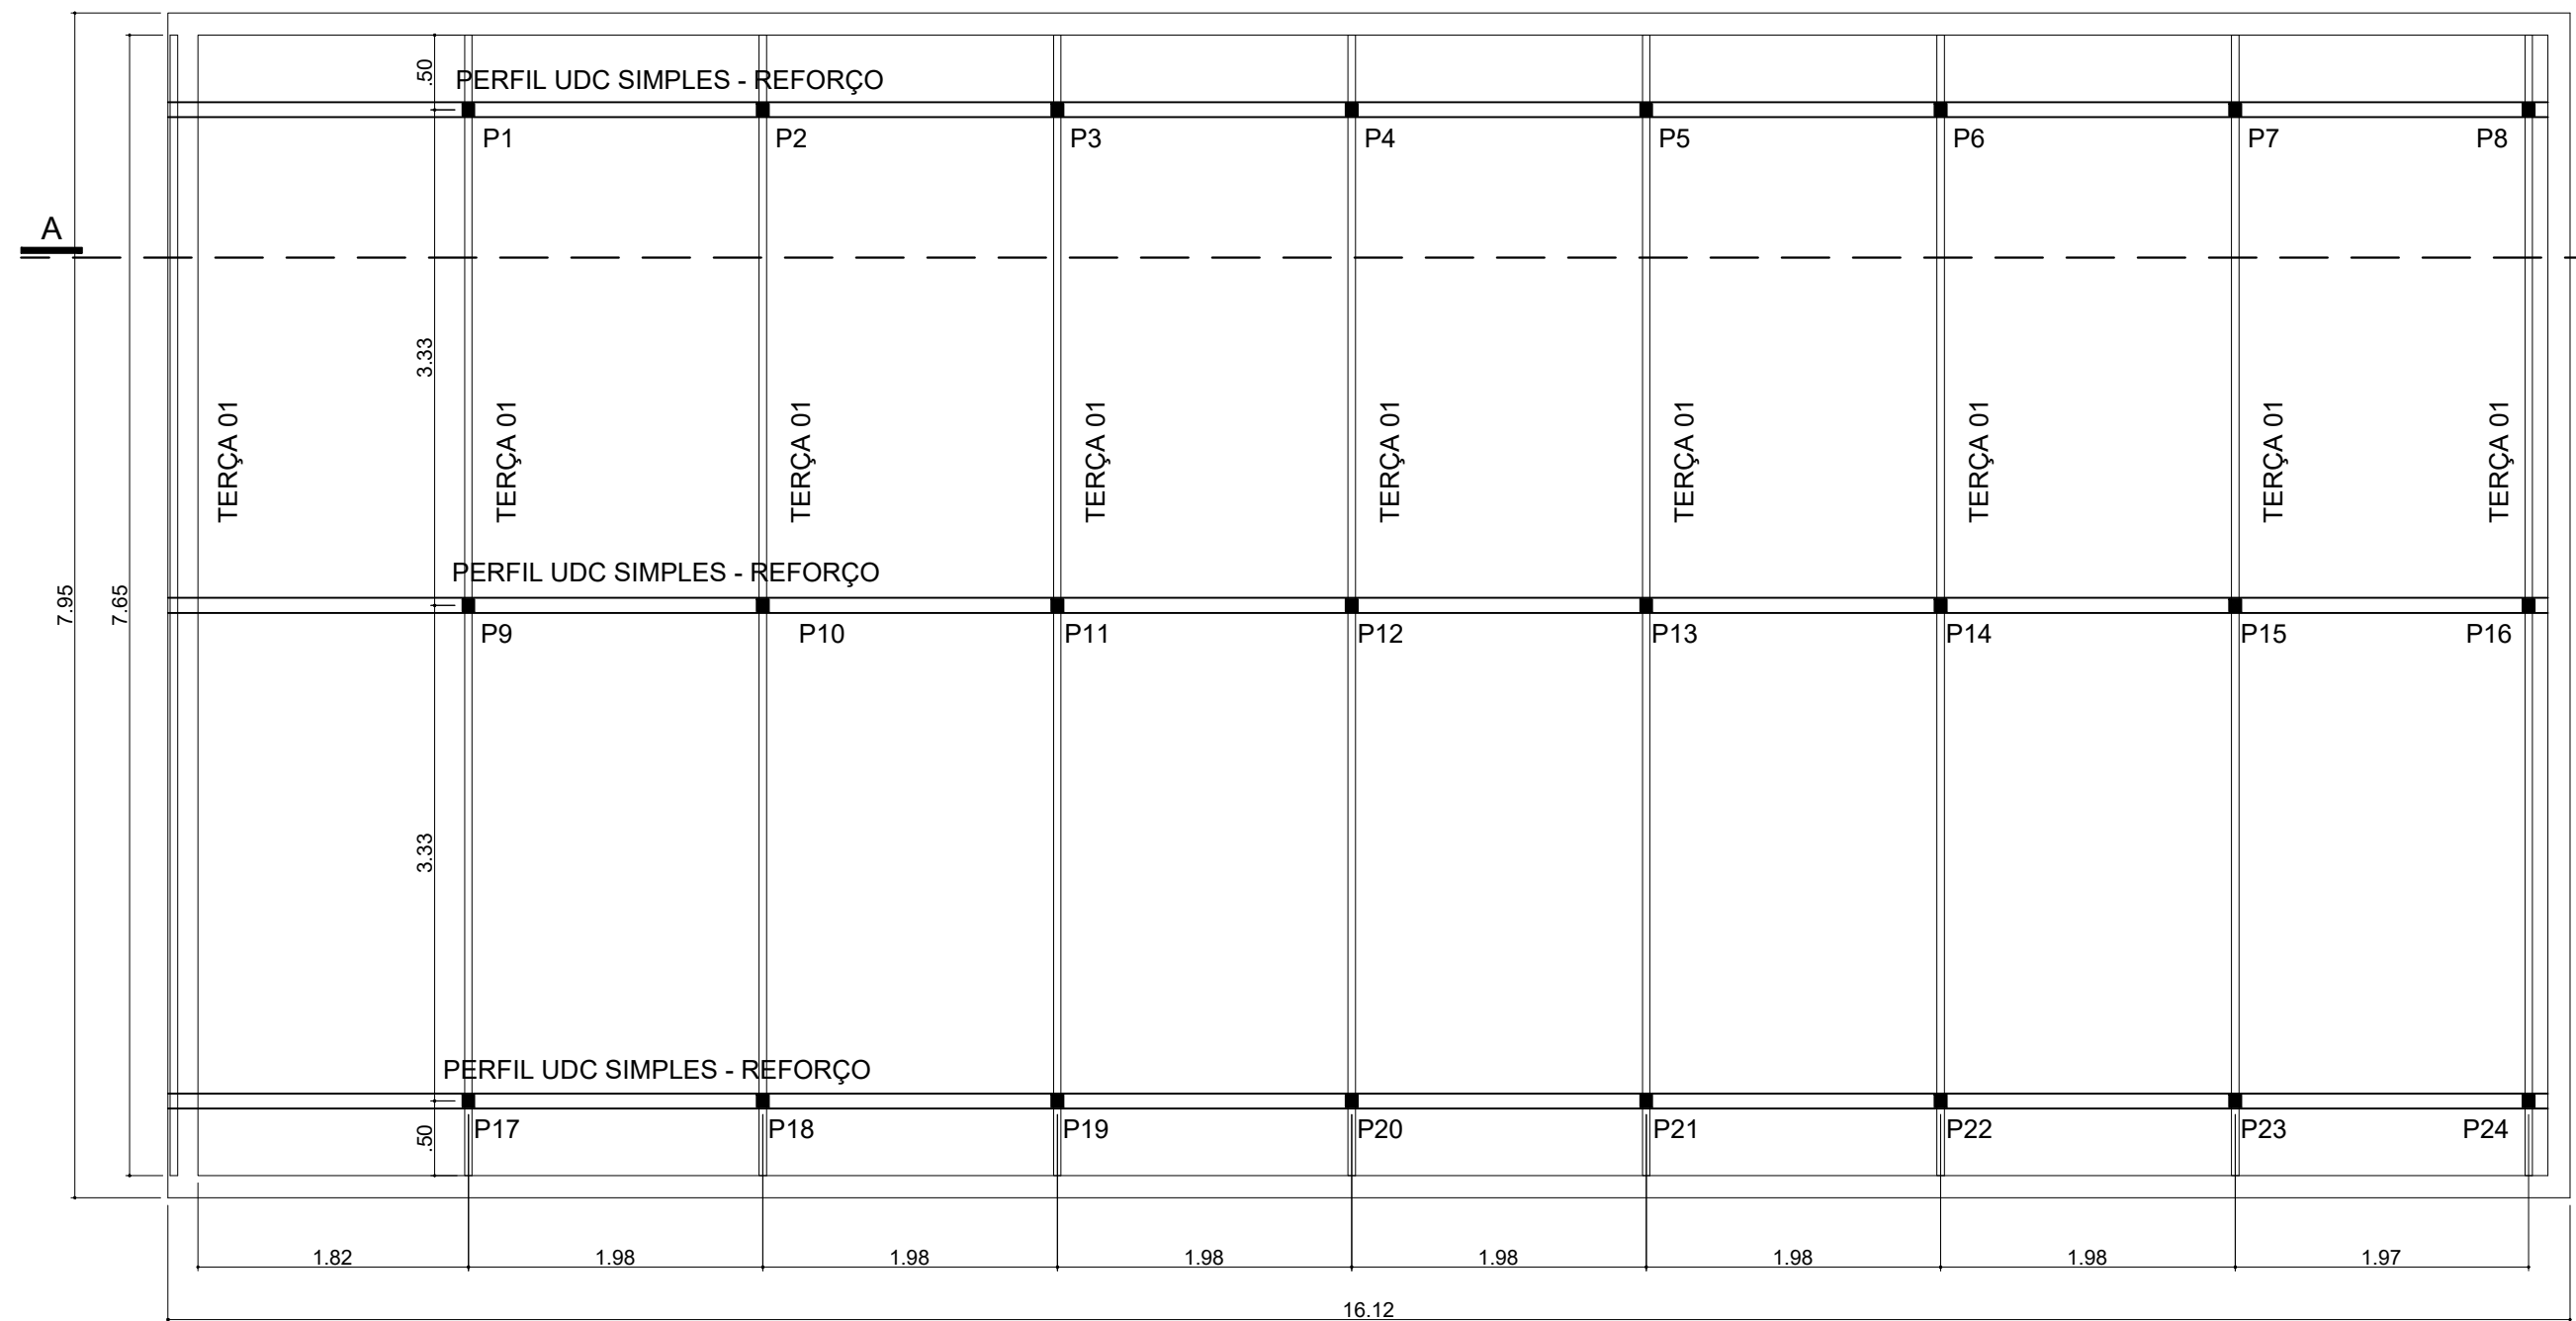 .50
PERFIL UDC SIMPLES - REFORÇO
P1
P2
P3
P4
P5
P6
P7
P8
A
3.33
TERÇA 01
TERÇA 01
TERÇA 01
TERÇA 01
TERÇA 01
TERÇA 01
TERÇA 01
TERÇA 01
TERÇA 01
PERFIL UDC SIMPLES - REFORÇO
7.95
7.65
P9
P10
P11
P12
P13
P14
P15
P16
3.33
PERFIL UDC SIMPLES - REFORÇO
.50
P17
P18
P19
P20
P21
P22
P23
P24
1.82
1.98
1.98
1.98
1.98
1.98
1.98
1.97
16.12